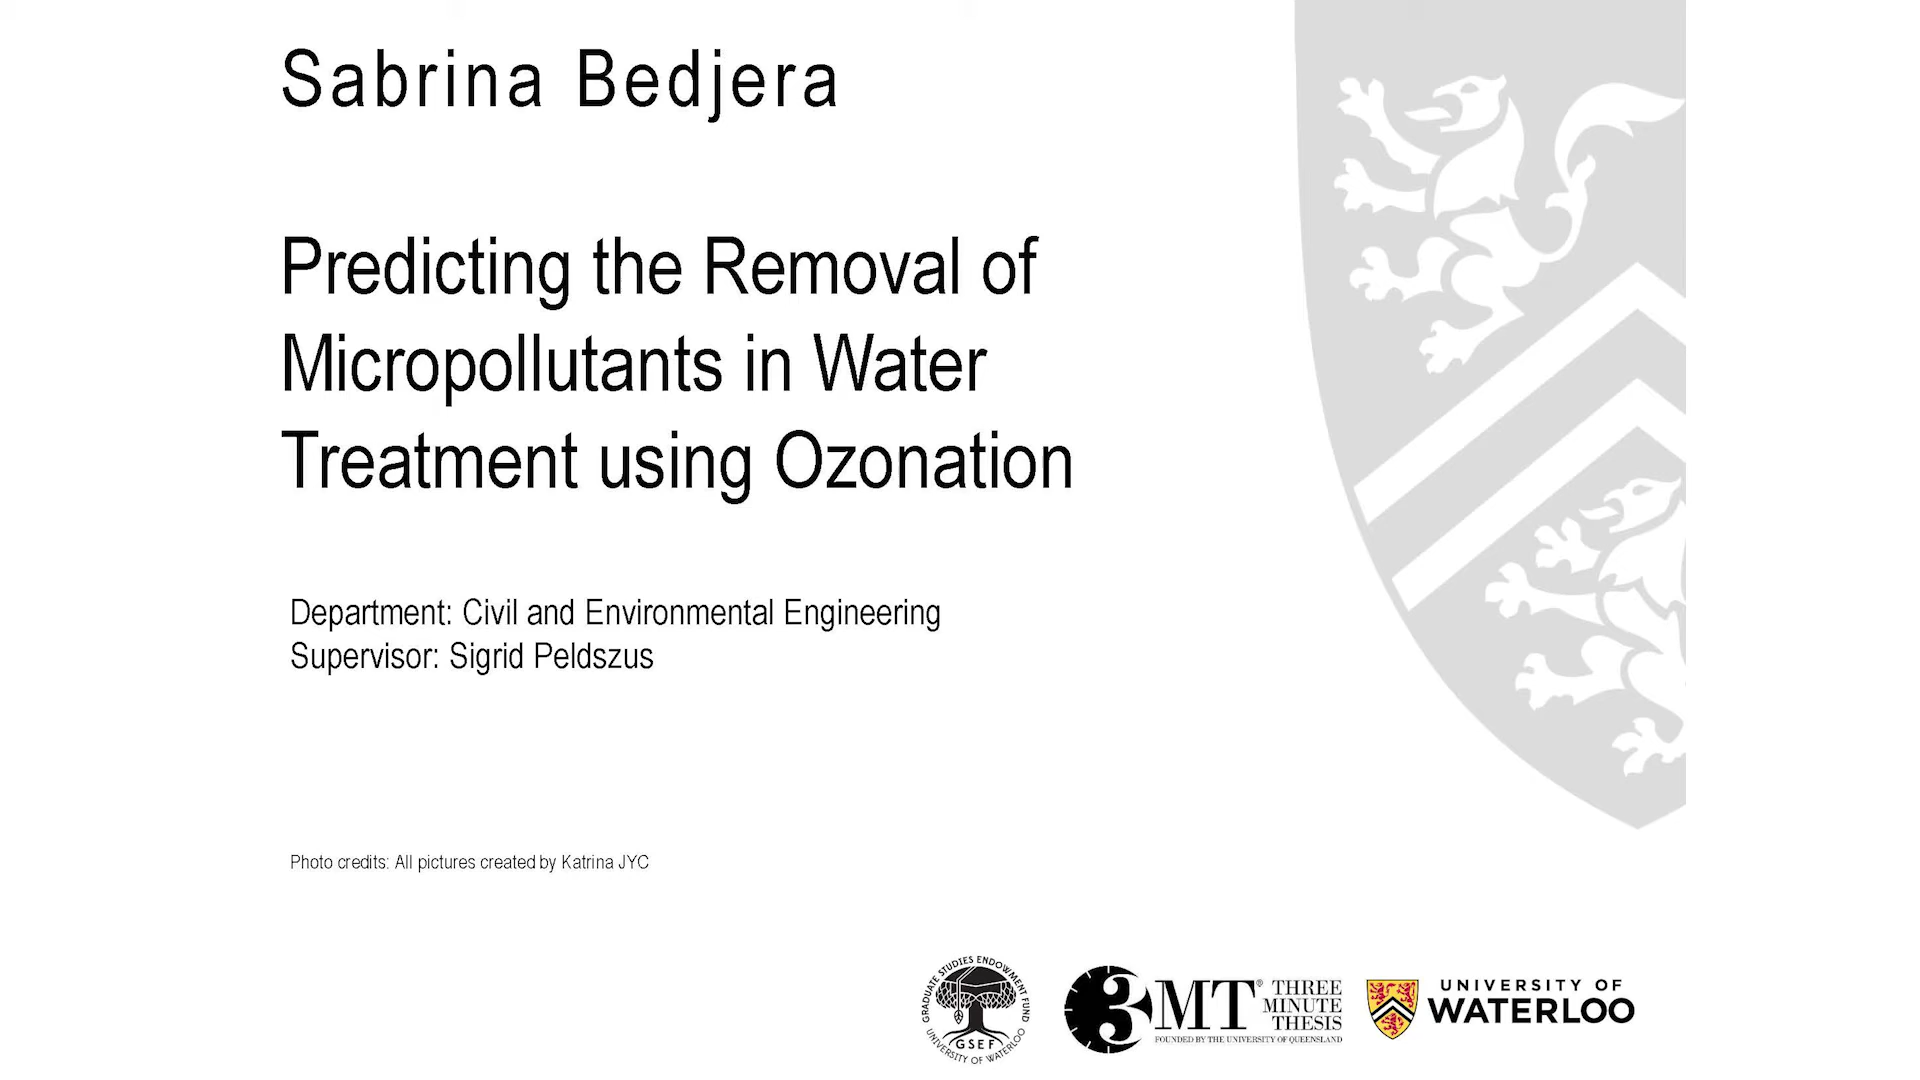 Sabrina Bedjera
Predicting the Removal of
Micropollutants in Water
Treatment using Ozonation
Department: Civil and Environmental Engineering
Supervisor: Sigrid Peldszus
Photo credits: All pictures created by Katrina JYC
GRADUATE STUDIES ENDOWMENT FUND
GSEF
UNIVERSITY OF WATERLOO
3MT® THREE
MINUTE
THESIS
FOUNDED BY THE UNIVERSITY OF QUEENSLAND
UNIVERSITY OF
WATERLOO